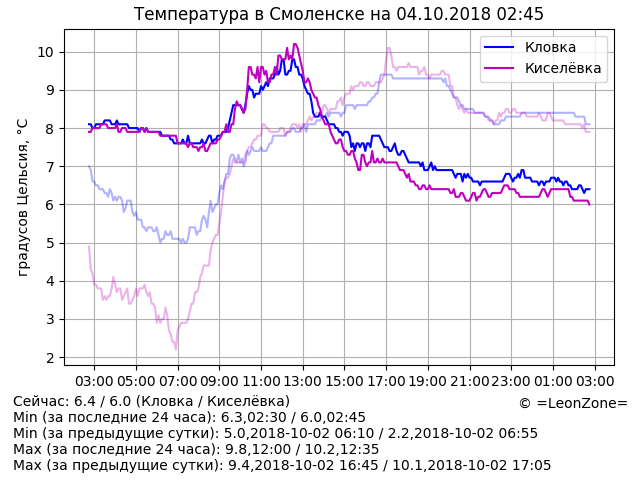 Температура в Смоленске на 04.10.2018 02:45
градусов Цельсия, °C
10
9
8
7
6
5
4
3
2
Кловка
Киселёвка
03:00 05:00 07:00 09:00 11:00 13:00 15:00 17:00 19:00 21:00 23:00 01:00 03:00
Сейчас: 6.4 / 6.0 (Кловка / Киселёвка)
© =LeonZone=
Min (за последние 24 часа): 6.3,02:30 / 6.0,02:45
Min (за предыдущие сутки): 5.0,2018-10-02 06:10 / 2.2,2018-10-02 06:55
Max (за последние 24 часа): 9.8,12:00 / 10.2,12:35
Max (за предыдущие сутки): 9.4,2018-10-02 16:45 / 10.1,2018-10-02 17:05